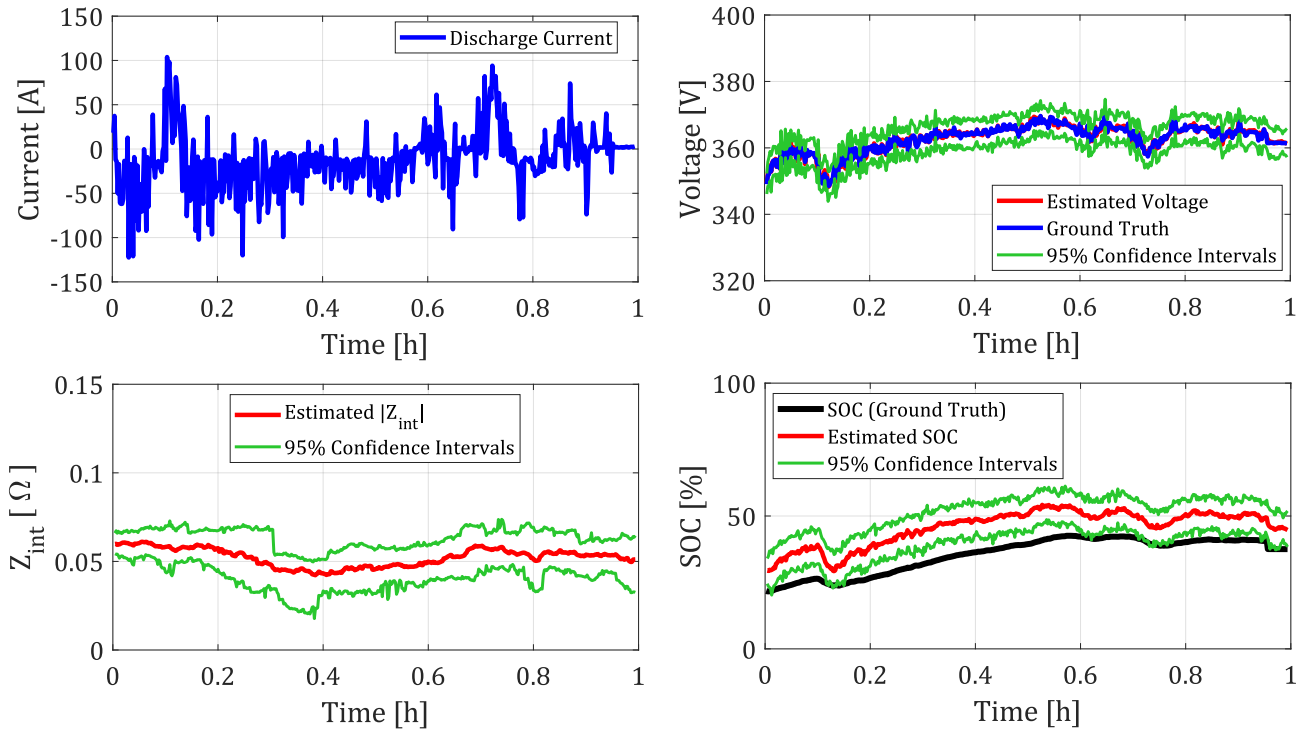 150
100
50
0
-50
-100
-150
Current [A]
Discharge Current
0
0.2
0.4
0.6
0.8
1
Time [h]
400
380
360
340
320
Voltage [V]
Estimated Voltage
Ground Truth
95% Confidence Intervals
0
0.2
0.4
0.6
0.8
1
Time [h]
0.15
0.1
0.05
0
Z_int [ Ω ]
Estimated |Z_int|
95% Confidence Intervals
0
0.2
0.4
0.6
0.8
1
Time [h]
100
50
0
SOC [%]
SOC (Ground Truth)
Estimated SOC
95% Confidence Intervals
0
0.2
0.4
0.6
0.8
1
Time [h]